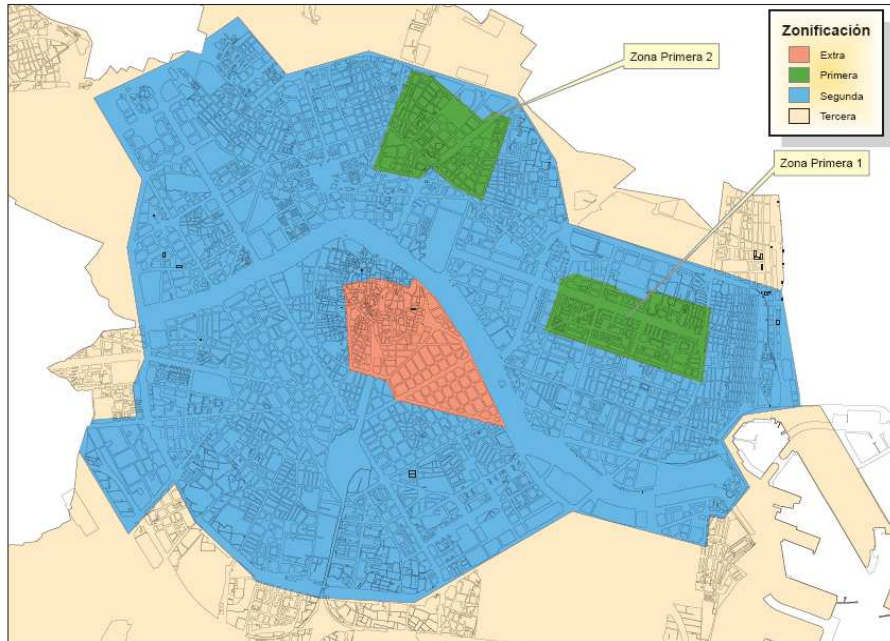 Zonificación
Extra
Primera
Segunda
Tercera
Zona Primera 2
Zona Primera 1